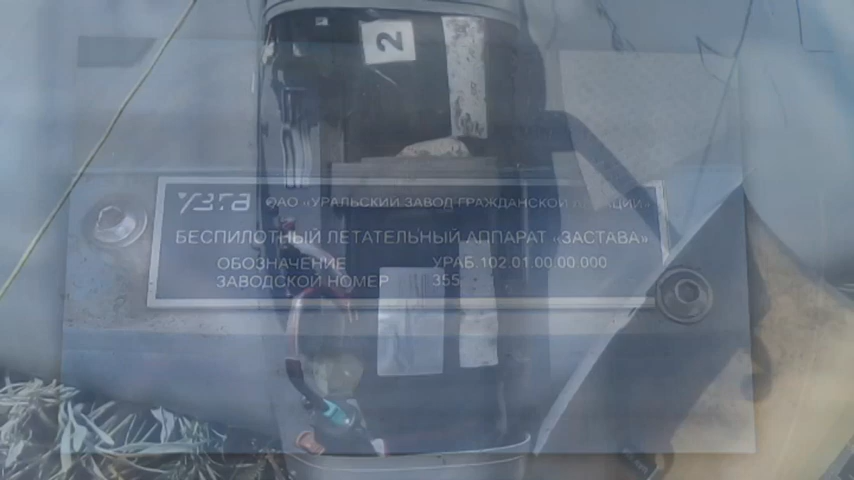 2
УЗГА ОАО «УРАЛЬСКИЙ ЗАВОД ГРАЖДАНСКОЙ АВИАЦИИ»
БЕСПИЛОТНЫЙ ЛЕТАТЕЛЬНЫЙ АППАРАТ «ЗАСТАВА»
ОБОЗНАЧЕНИЕ УРАБ.102.01.00.00.000
ЗАВОДСКОЙ НОМЕР 355